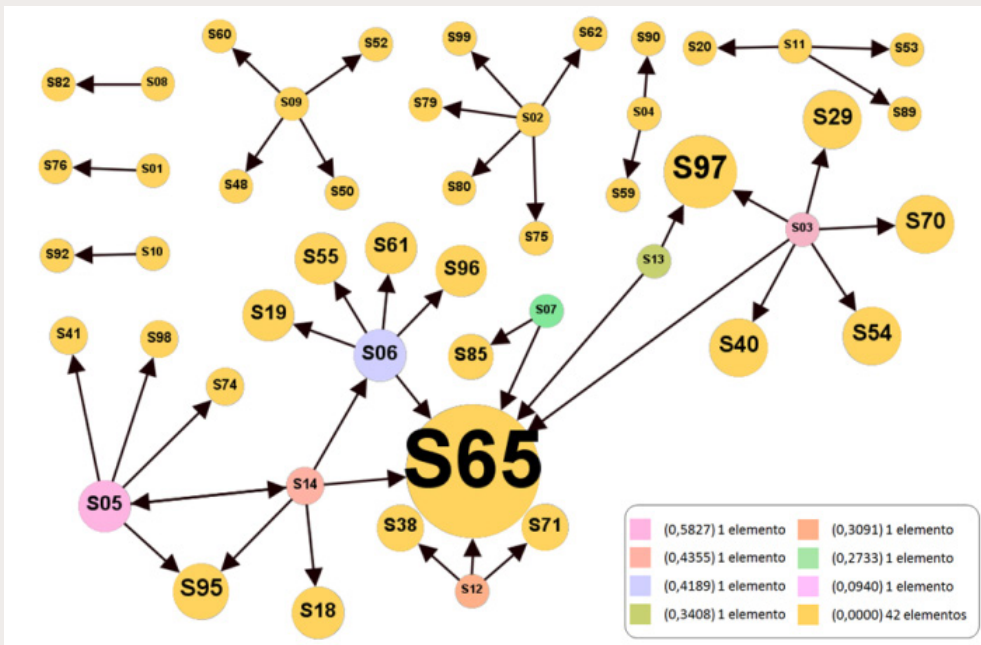 S60
S52
S99
S62
S90
S20
S11
S53
S82
S08
S09
S79
S02
S04
S89
S29
S76
S01
S48
S50
S80
S59
S97
S75
S92
S10
S03
S70
S55
S61
S96
S13
S19
S07
S41
S98
S06
S85
S40
S54
S74
S65
S05
S14
S38
S71
S95
S18
S12
(0,5827) 1 elemento
(0,4355) 1 elemento
(0,4189) 1 elemento
(0,3408) 1 elemento
(0,3091) 1 elemento
(0,2733) 1 elemento
(0,0940) 1 elemento
(0,0000) 42 elementos